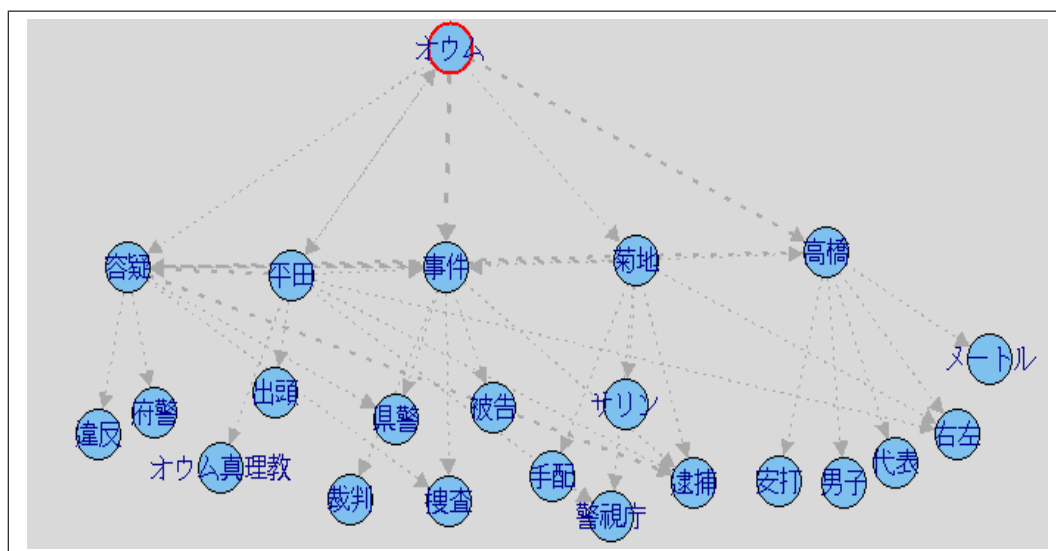 オウム
容疑
平田
事件
菊地
高橋
メートル
出頭
府警
県警
被告
サリン
違反
右左
オウム真理教
代表
手配
逮捕
安打
男子
裁判
捜査
警視庁